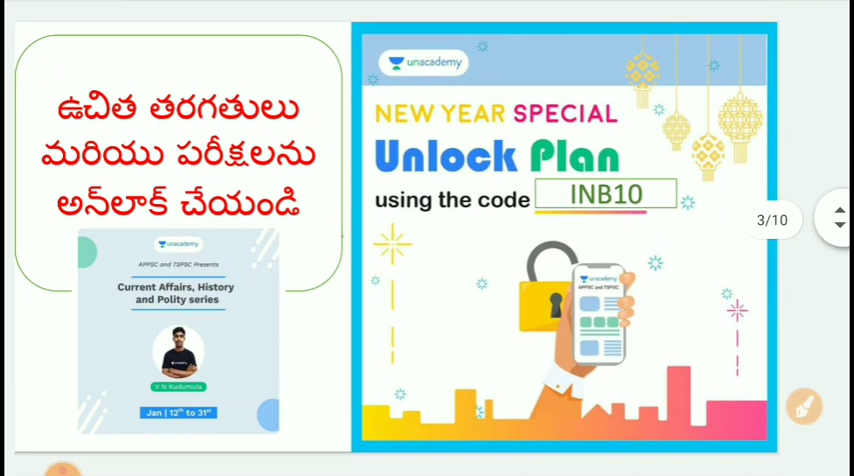 ఉచిత తరగతులు
మరియు పరీక్షలను
అన్‌లాక్ చేయండి
unacademy
APPSC and TSPSC Presents
Current Affairs, History
and Polity series
unacademy
V N Kudumula
Jan | 12th to 31st
unacademy
NEW YEAR SPECIAL
Unlock Plan
using the code INB10
unacademy
APPSC and TSPSC
3/10